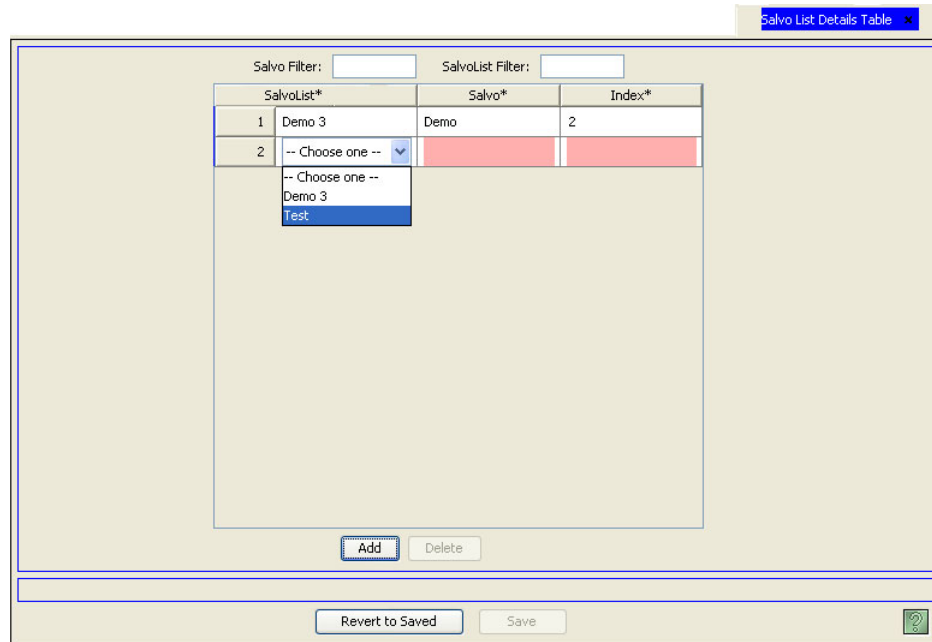 Salvo List Details Table x
Salvo Filter: SalvoList Filter:
SalvoList* Salvo* Index*
1 Demo 3 Demo 2
2 -- Choose one --
-- Choose one --
Demo 3
Test
Add Delete
Revert to Saved Save ?